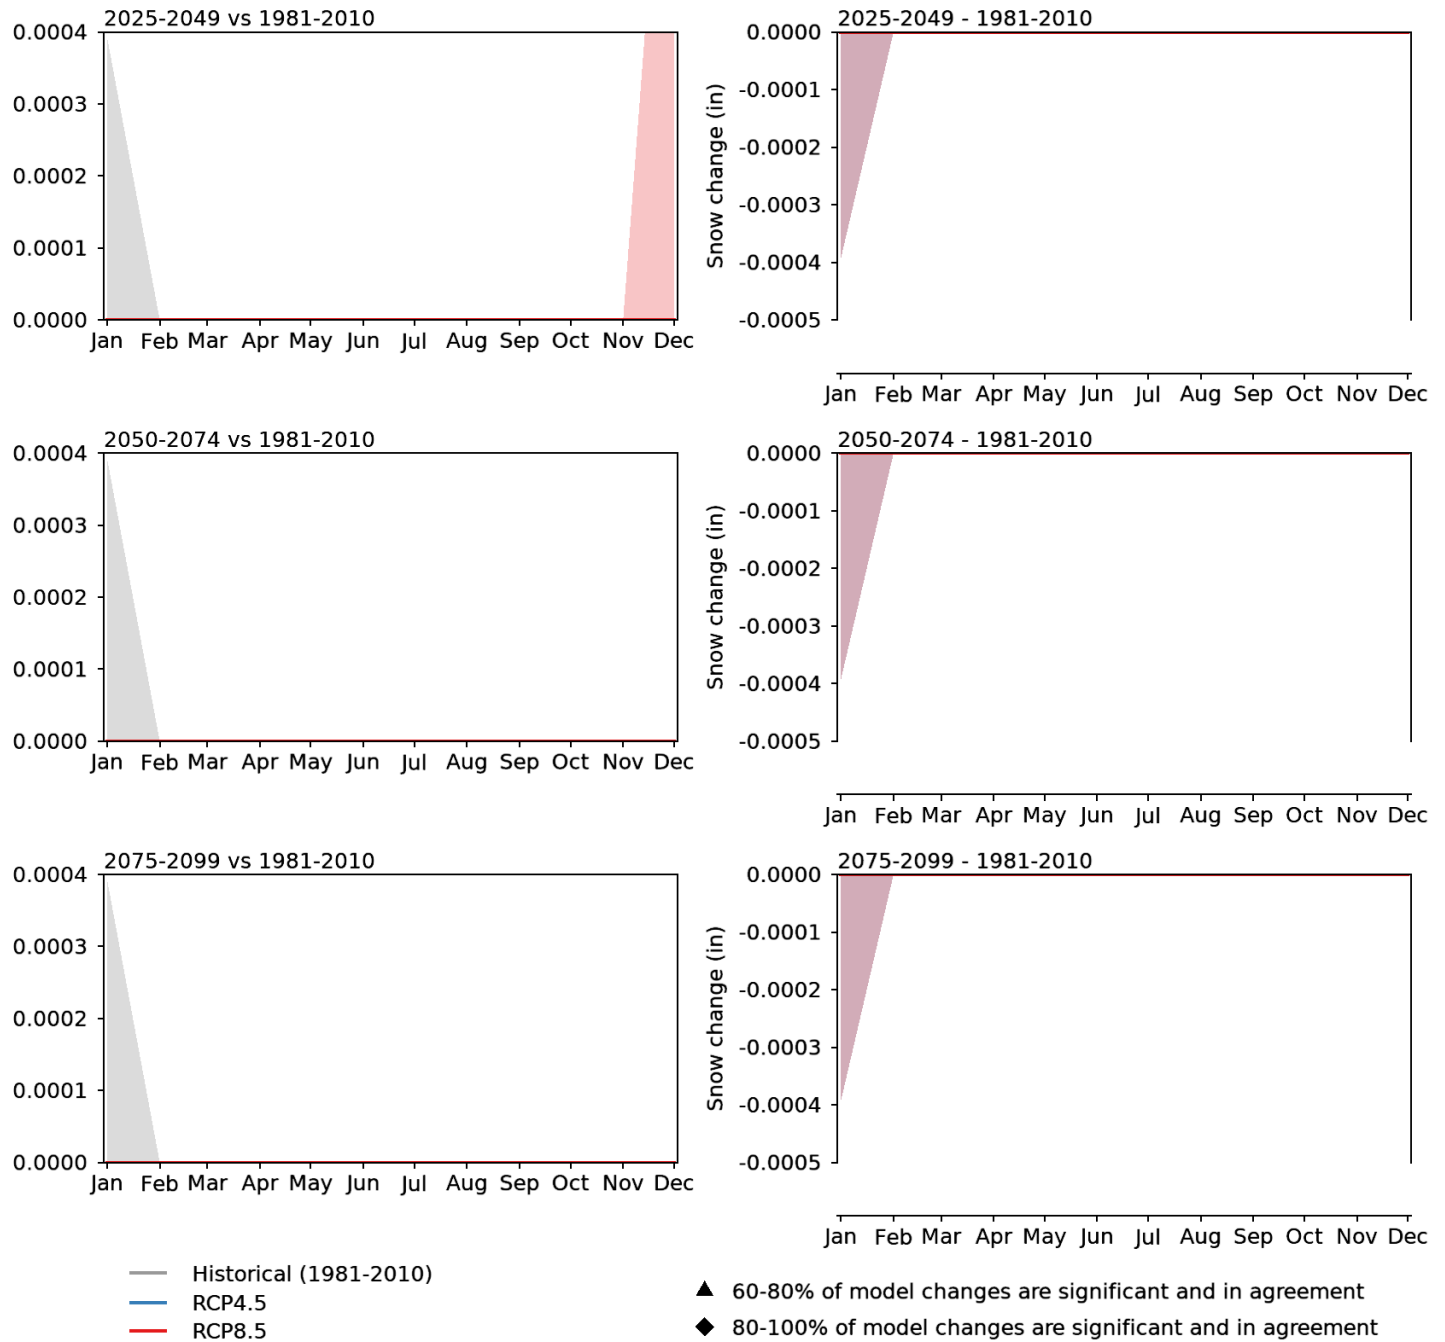 2025-2049 vs 1981-2010
0.0004
0.0003
0.0002
0.0001
0.0000
Jan Feb Mar Apr May Jun Jul Aug Sep Oct Nov Dec
2025-2049 - 1981-2010
Snow change (in)
0.0000
-0.0001
-0.0002
-0.0003
-0.0004
-0.0005
Jan Feb Mar Apr May Jun Jul Aug Sep Oct Nov Dec
2050-2074 vs 1981-2010
0.0004
0.0003
0.0002
0.0001
0.0000
Jan Feb Mar Apr May Jun Jul Aug Sep Oct Nov Dec
2050-2074 - 1981-2010
Snow change (in)
0.0000
-0.0001
-0.0002
-0.0003
-0.0004
-0.0005
Jan Feb Mar Apr May Jun Jul Aug Sep Oct Nov Dec
2075-2099 vs 1981-2010
0.0004
0.0003
0.0002
0.0001
0.0000
Jan Feb Mar Apr May Jun Jul Aug Sep Oct Nov Dec
2075-2099 - 1981-2010
Snow change (in)
0.0000
-0.0001
-0.0002
-0.0003
-0.0004
-0.0005
Jan Feb Mar Apr May Jun Jul Aug Sep Oct Nov Dec
Historical (1981-2010)
RCP4.5
RCP8.5
60-80% of model changes are significant and in agreement
80-100% of model changes are significant and in agreement